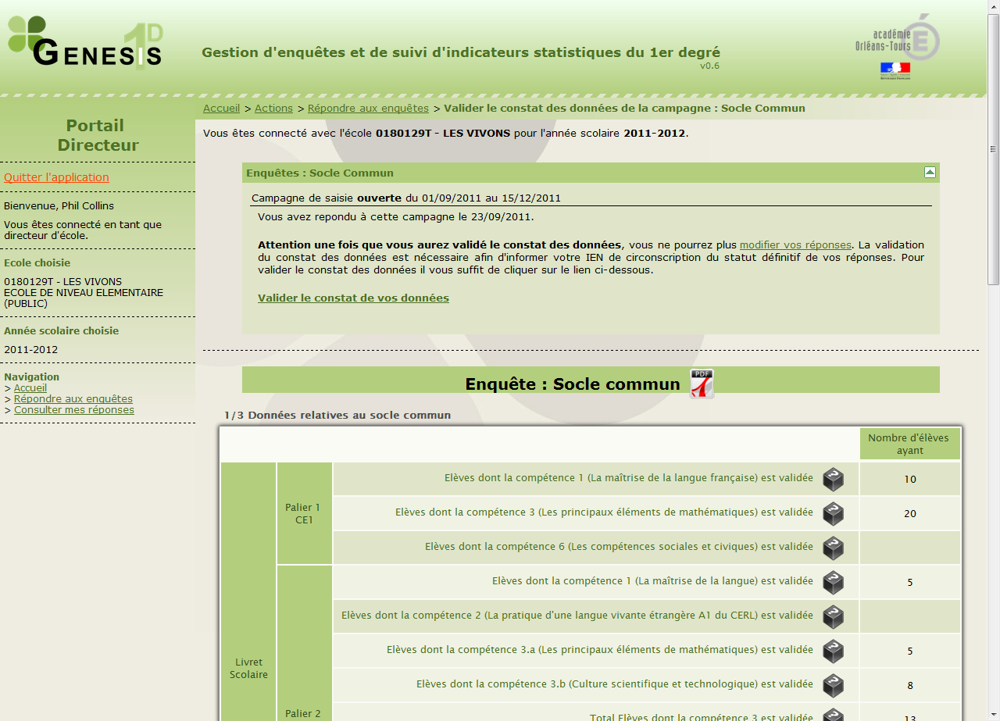 GENESIS 1D
Gestion d'enquêtes et de suivi d'indicateurs statistiques du 1er degré
v0.6
académie
Orléans-Tours
É
Portail
Directeur
Quitter l'application
Bienvenue, Phil Collins
Vous êtes connecté en tant que
directeur d'école.
Ecole choisie
0180129T - LES VIVONS
ECOLE DE NIVEAU ELEMENTAIRE
(PUBLIC)
Année scolaire choisie
2011-2012
Navigation
> Accueil
> Répondre aux enquêtes
> Consulter mes réponses
Accueil > Actions > Répondre aux enquêtes > Valider le constat des données de la campagne : Socle Commun
Vous êtes connecté avec l'école 0180129T - LES VIVONS pour l'année scolaire 2011-2012.
Enquêtes : Socle Commun
Campagne de saisie ouverte du 01/09/2011 au 15/12/2011
Vous avez repondu à cette campagne le 23/09/2011.
Attention une fois que vous aurez validé le constat des données, vous ne pourrez plus modifier vos réponses. La validation
du constat des données est nécessaire afin d'informer votre IEN de circonscription du statut définitif de vos réponses. Pour
valider le constat des données il vous suffit de cliquer sur le lien ci-dessous.
Valider le constat de vos données
Enquête : Socle commun PDF
1/3 Données relatives au socle commun
Nombre d'élèves
ayant
Livret
Scolaire
Palier 1
CE1
Elèves dont la compétence 1 (La maîtrise de la langue française) est validée ? 10
Elèves dont la compétence 3 (Les principaux éléments de mathématiques) est validée ? 20
Elèves dont la compétence 6 (Les compétences sociales et civiques) est validée ?
Palier 2
Elèves dont la compétence 1 (La maîtrise de la langue) est validée ? 5
Elèves dont la compétence 2 (La pratique d'une langue vivante étrangère A1 du CERL) est validée ?
Elèves dont la compétence 3.a (Les principaux éléments de mathématiques) est validée ? 5
Elèves dont la compétence 3.b (Culture scientifique et technologique) est validée ? 8
Total Elèves dont la compétence 3 est validée ? 13